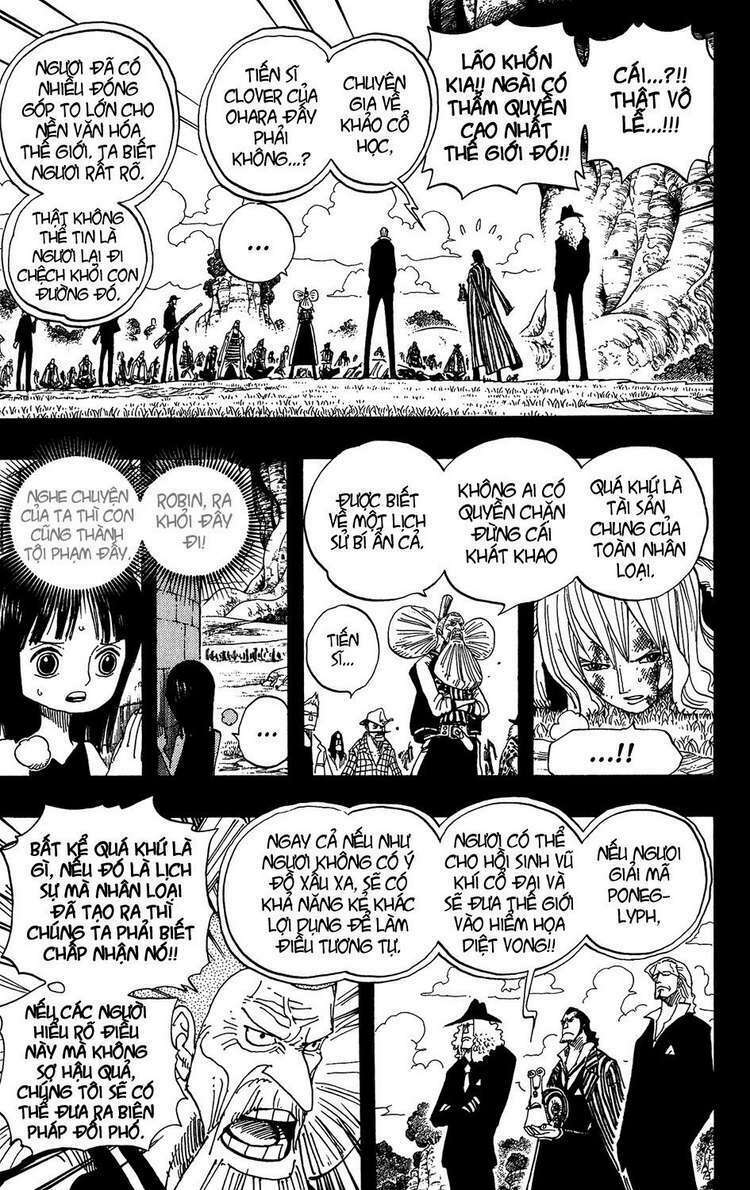 CÁI...?!!
THẬT VÔ
LỄ...!!!
LÃO KHỐN
KIA!! NGÀI CÓ
THẨM QUYỀN
CAO NHẤT
THẾ GIỚI ĐÓ!!
CHUYÊN
GIA VỀ
KHẢO CỔ
HỌC,
TIẾN SĨ
CLOVER CỦA
OHARA ĐẤY
PHẢI
KHÔNG...?
...
NGƯƠI ĐÃ CÓ
NHIỀU ĐÓNG
GÓP TO LỚN CHO
NỀN VĂN HÓA
THẾ GIỚI. TA BIẾT
NGƯƠI RẤT RÕ.
THẬT KHÔNG
THỂ TIN LÀ
NGƯƠI LẠI ĐI
CHỆCH KHỎI CON
ĐƯỜNG ĐÓ.
QUÁ KHỨ LÀ
TÀI SẢN
CHUNG CỦA
TOÀN NHÂN
LOẠI.
...!!
KHÔNG AI CÓ
QUYỀN CHẶN
ĐỨNG CÁI
KHÁT KHAO
ĐƯỢC BIẾT
VỀ MỘT LỊCH
SỬ BÍ ẨN CẢ.
TIẾN
SĨ...
ROBIN, RA
KHỎI ĐÂY
ĐI!
NGHE CHUYỆN
CỦA TA THÌ CON
CŨNG THÀNH
TỘI PHẠM ĐẤY.
NẾU NGƯƠI
GIẢI MÃ
PONEG-
LYPH,
NGƯƠI CÓ THỂ
CHO HỒI SINH VŨ
KHÍ CỔ ĐẠI VÀ
SẼ ĐƯA THẾ GIỚI
VÀO HIỂM HỌA
DIỆT VONG!!
NGAY CẢ NẾU NHƯ
NGƯƠI KHÔNG CÓ Ý
ĐỒ XẤU XA, SẼ CÓ
KHẢ NĂNG KẺ KHÁC
LỢI DỤNG ĐỂ LÀM
ĐIỀU TƯƠNG TỰ.
BẤT KỂ QUÁ KHỨ LÀ
GÌ, NẾU ĐÓ LÀ LỊCH
SỰ MÀ NHÂN LOẠI
ĐÃ TẠO RA THÌ
CHÚNG TA PHẢI BIẾT
CHẤP NHẬN NÓ!!
NẾU CÁC NGƯƠI
HIỂU RÕ ĐIỀU
NÀY MÀ KHÔNG
SỢ HẬU QUẢ,
CHÚNG TÔI SẼ CÓ
THỂ ĐƯA RA BIỆN
PHÁP ĐỐI PHÓ.